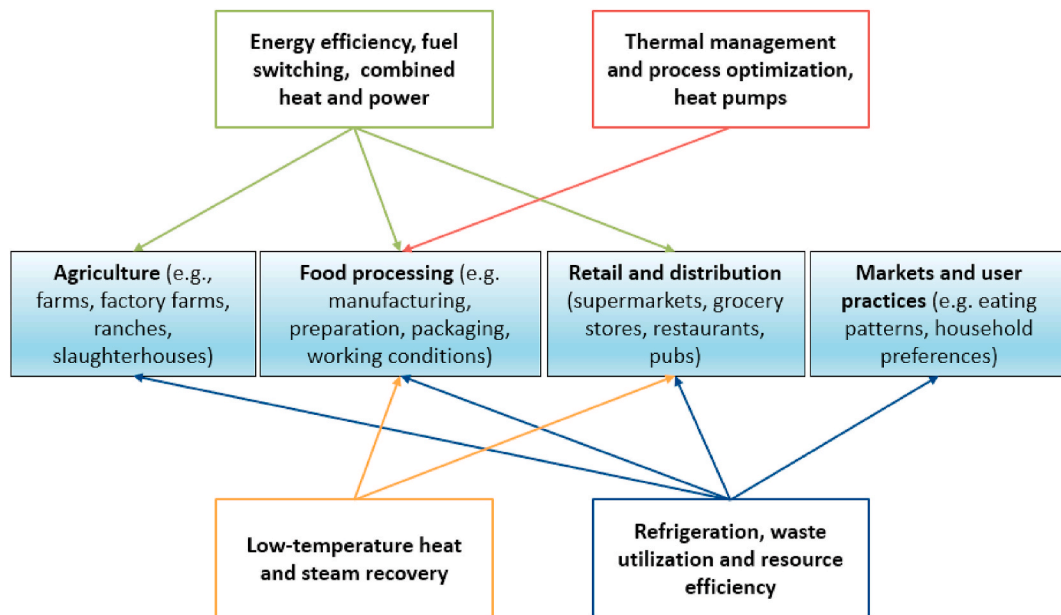 Energy efficiency, fuel
switching, combined
heat and power
Thermal management
and process optimization,
heat pumps
Agriculture (e.g.,
farms, factory farms,
ranches,
slaughterhouses)
Food processing (e.g.
manufacturing,
preparation, packaging,
working conditions)
Retail and distribution
(supermarkets, grocery
stores, restaurants,
pubs)
Markets and user
practices (e.g. eating
patterns, household
preferences)
Low-temperature heat
and steam recovery
Refrigeration, waste
utilization and resource
efficiency